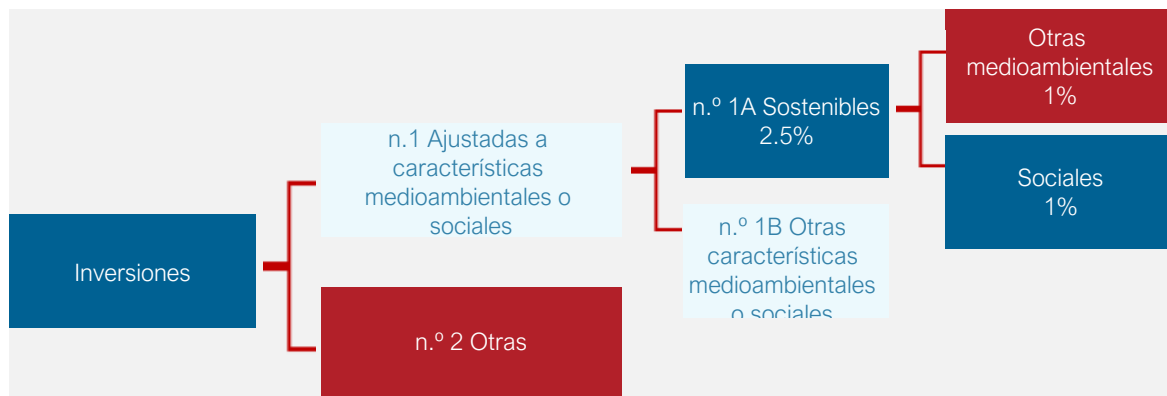 Inversiones
n.1 Ajustadas a
características
medioambientales o
sociales
n.º 2 Otras
n.º 1A Sostenibles
2.5%
n.º 1B Otras
características
medioambientales
o sociales
Otras
medioambientales
1%
Sociales
1%